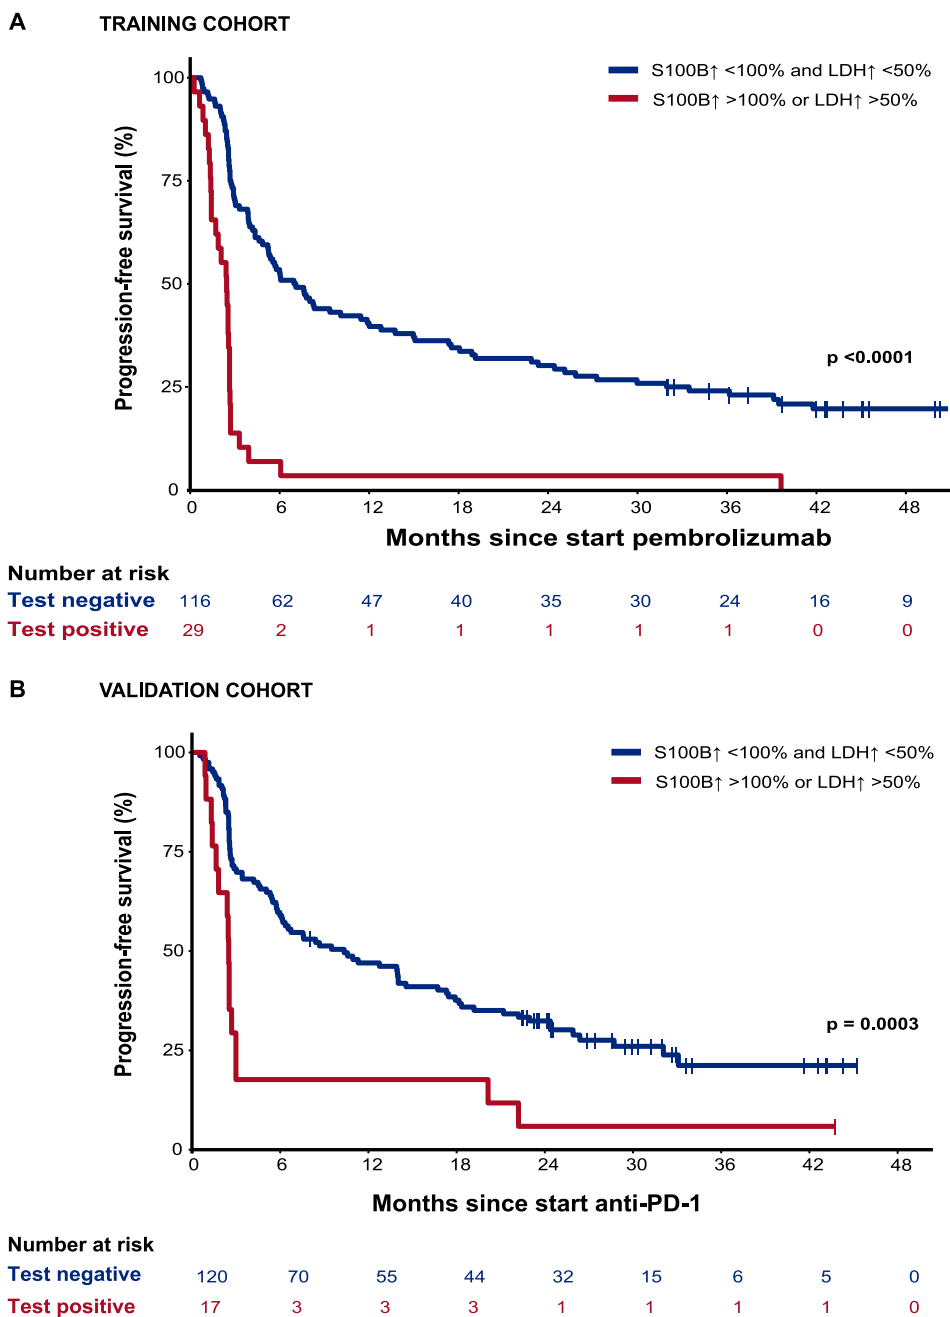 A TRAINING COHORT
S100B↑ <100% and LDH↑ <50%
S100B↑ >100% or LDH↑ >50%
Progression-free survival (%)
100
75
50
25
0
p <0.0001
0 6 12 18 24 30 36 42 48
Months since start pembrolizumab
Number at risk
Test negative 116 62 47 40 35 30 24 16 9
Test positive 29 2 1 1 1 1 1 0 0
B VALIDATION COHORT
S100B↑ <100% and LDH↑ <50%
S100B↑ >100% or LDH↑ >50%
Progression-free survival (%)
100
75
50
25
0
p = 0.0003
0 6 12 18 24 30 36 42 48
Months since start anti-PD-1
Number at risk
Test negative 120 70 55 44 32 15 6 5 0
Test positive 17 3 3 3 1 1 1 1 0